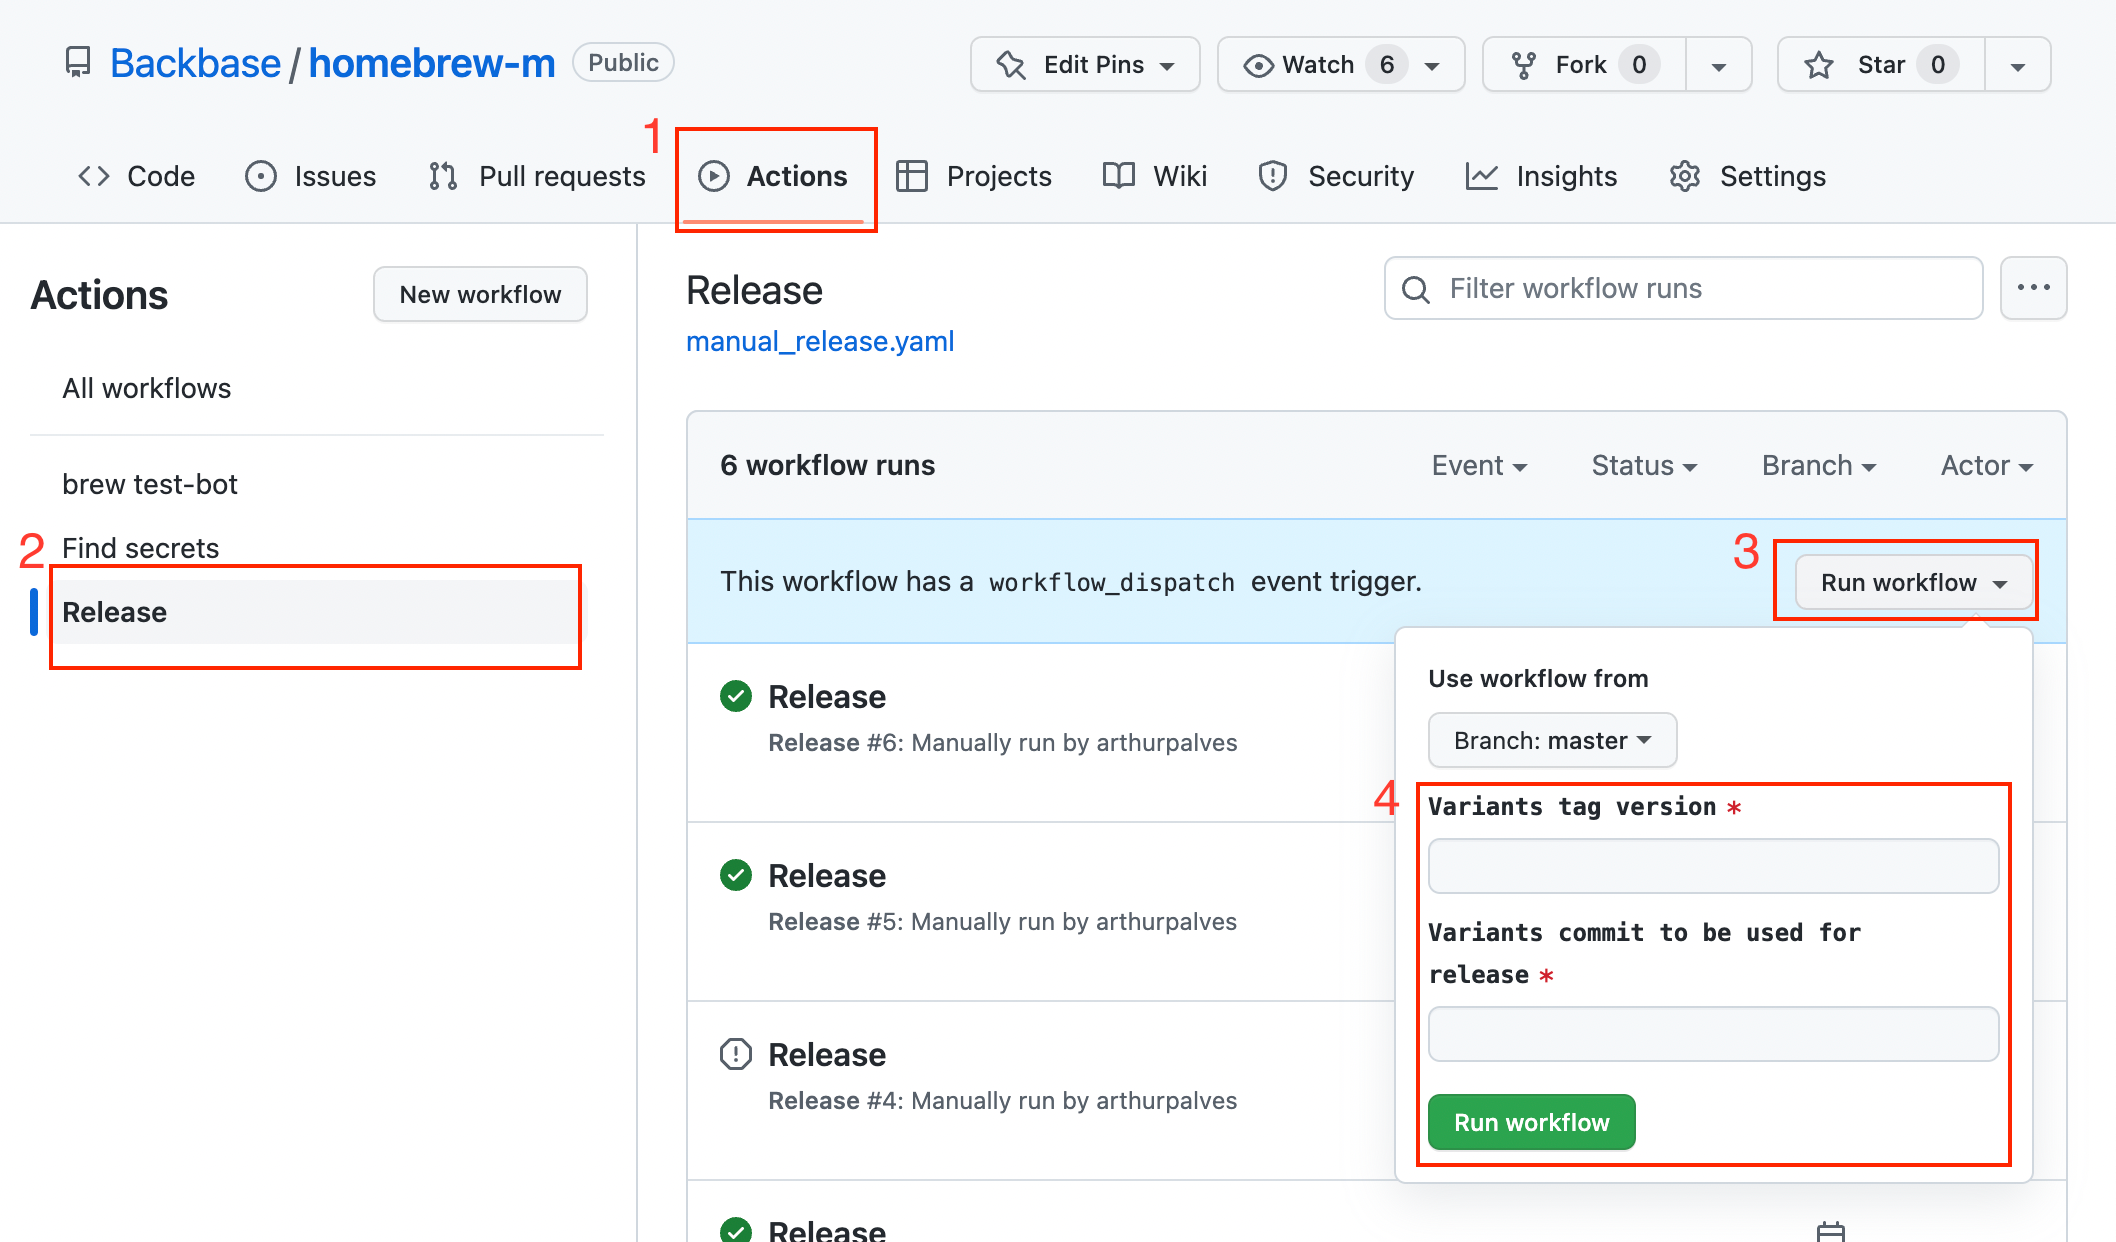 Backbase / homebrew-m Public
Edit Pins Watch 6 Fork 0 Star 0
1
Code Issues Pull requests Actions Projects Wiki Security Insights Settings
Actions New workflow
All workflows
brew test-bot
2 Find secrets
Release
Release
Filter workflow runs
manual_release.yaml
6 workflow runs Event Status Branch Actor
This workflow has a workflow_dispatch event trigger.
3 Run workflow
Release
Release #6: Manually run by arthurpalves
Release
Release #5: Manually run by arthurpalves
Release
Release #4: Manually run by arthurpalves
Release
Use workflow from
Branch: master
4
Variants tag version *
Variants commit to be used for
release *
Run workflow